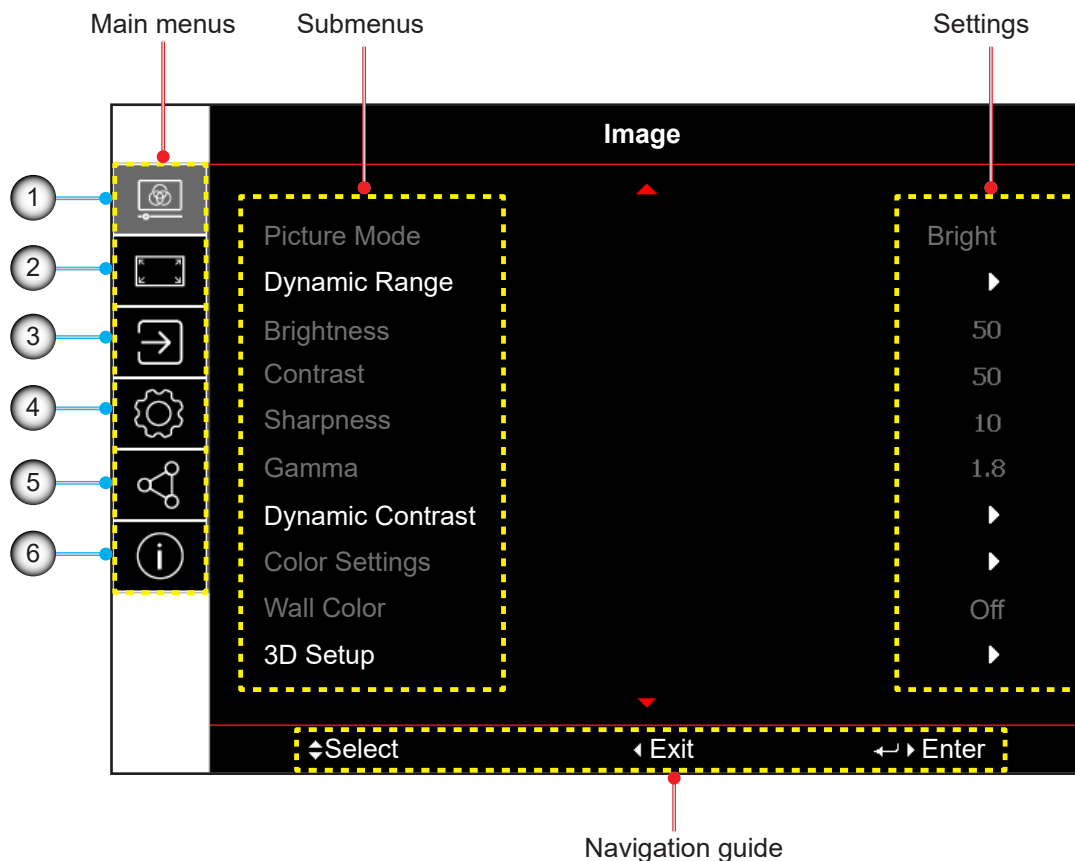 Main menus Submenus Settings
Image
1
2
3
4
5
6
Picture Mode Bright
Dynamic Range
Brightness 50
Contrast 50
Sharpness 10
Gamma 1.8
Dynamic Contrast
Color Settings
Wall Color Off
3D Setup
Select Exit Enter
Navigation guide